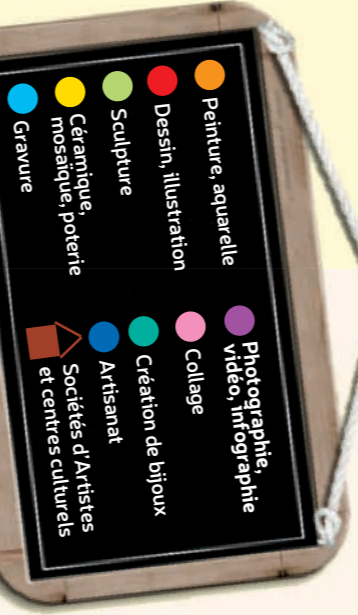 Peinture, aquarelle
Dessin, illustration
Sculpture
Céramique,
mosaïque, poterie
Gravure
Photographie,
vidéo, infographie
Collage
Création de bijoux
Artisanat
Sociétés d'Artistes
et centres culturels